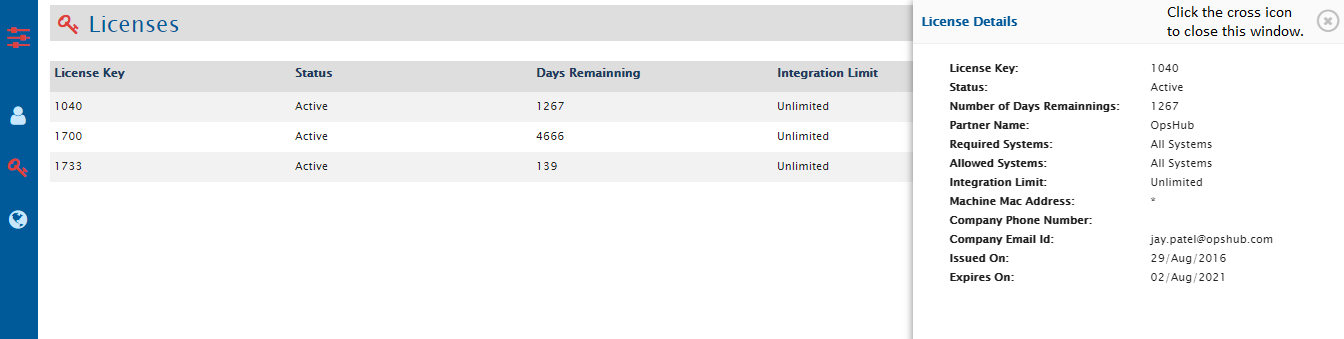 Licenses
License Key Status Days Remainning Integration Limit
1040 Active 1267 Unlimited
1700 Active 4666 Unlimited
1733 Active 139 Unlimited
License Details
Click the cross icon
to close this window.
License Key: 1040
Status: Active
Number of Days Remainnings: 1267
Partner Name: OpsHub
Required Systems: All Systems
Allowed Systems: All Systems
Integration Limit: Unlimited
Machine Mac Address: *
Company Phone Number:
Company Email Id: jay.patel@opshub.com
Issued On: 29/Aug/2016
Expires On: 02/Aug/2021